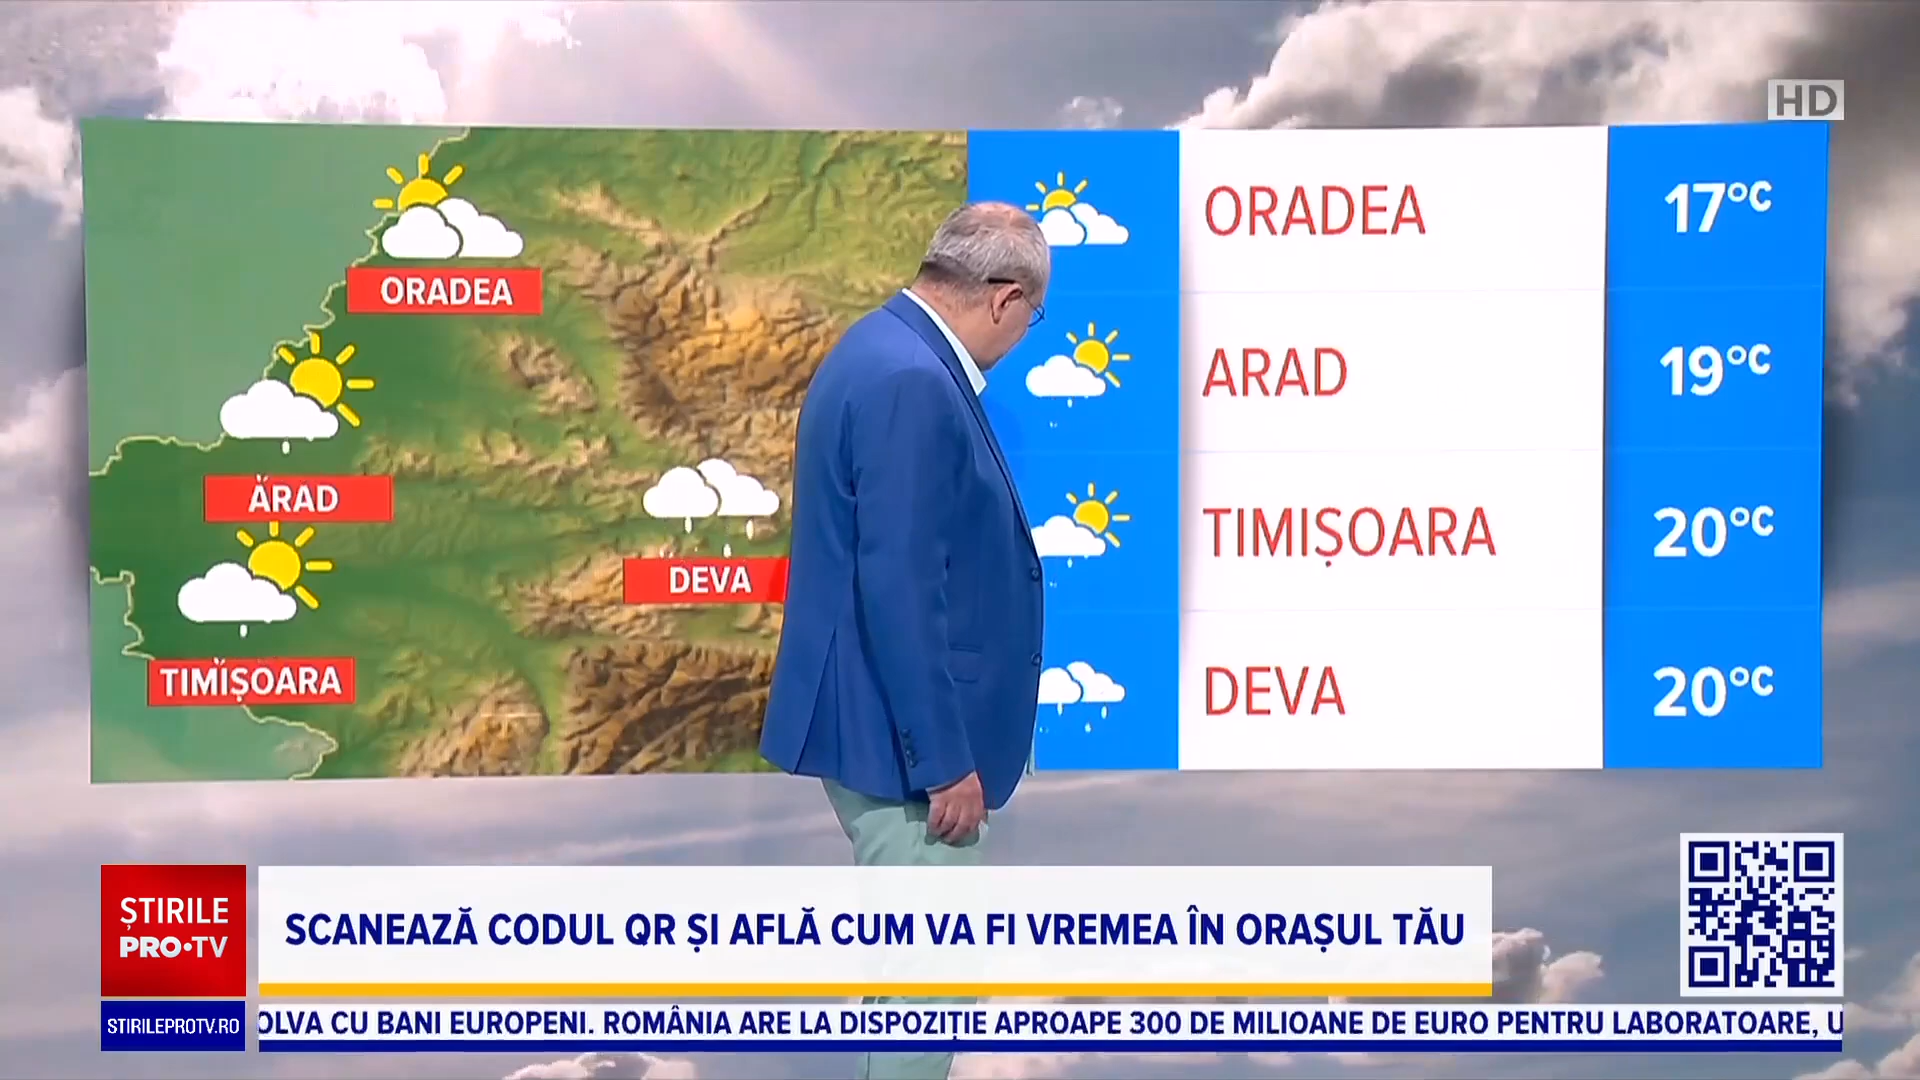 HD
ORADEA
ARAD
DEVA
TIMIȘOARA
ORADEA 17°C
ARAD 19°C
TIMIȘOARA 20°C
DEVA 20°C
ȘTIRILE
PRO•TV
SCANEAZĂ CODUL QR ȘI AFLĂ CUM VA FI VREMEA ÎN ORAȘUL TĂU
STIRILEPROTV.RO
OLVA CU BANI EUROPENI. ROMÂNIA ARE LA DISPOZIȚIE APROAPE 300 DE MILIOANE DE EURO PENTRU LABORATOARE, U